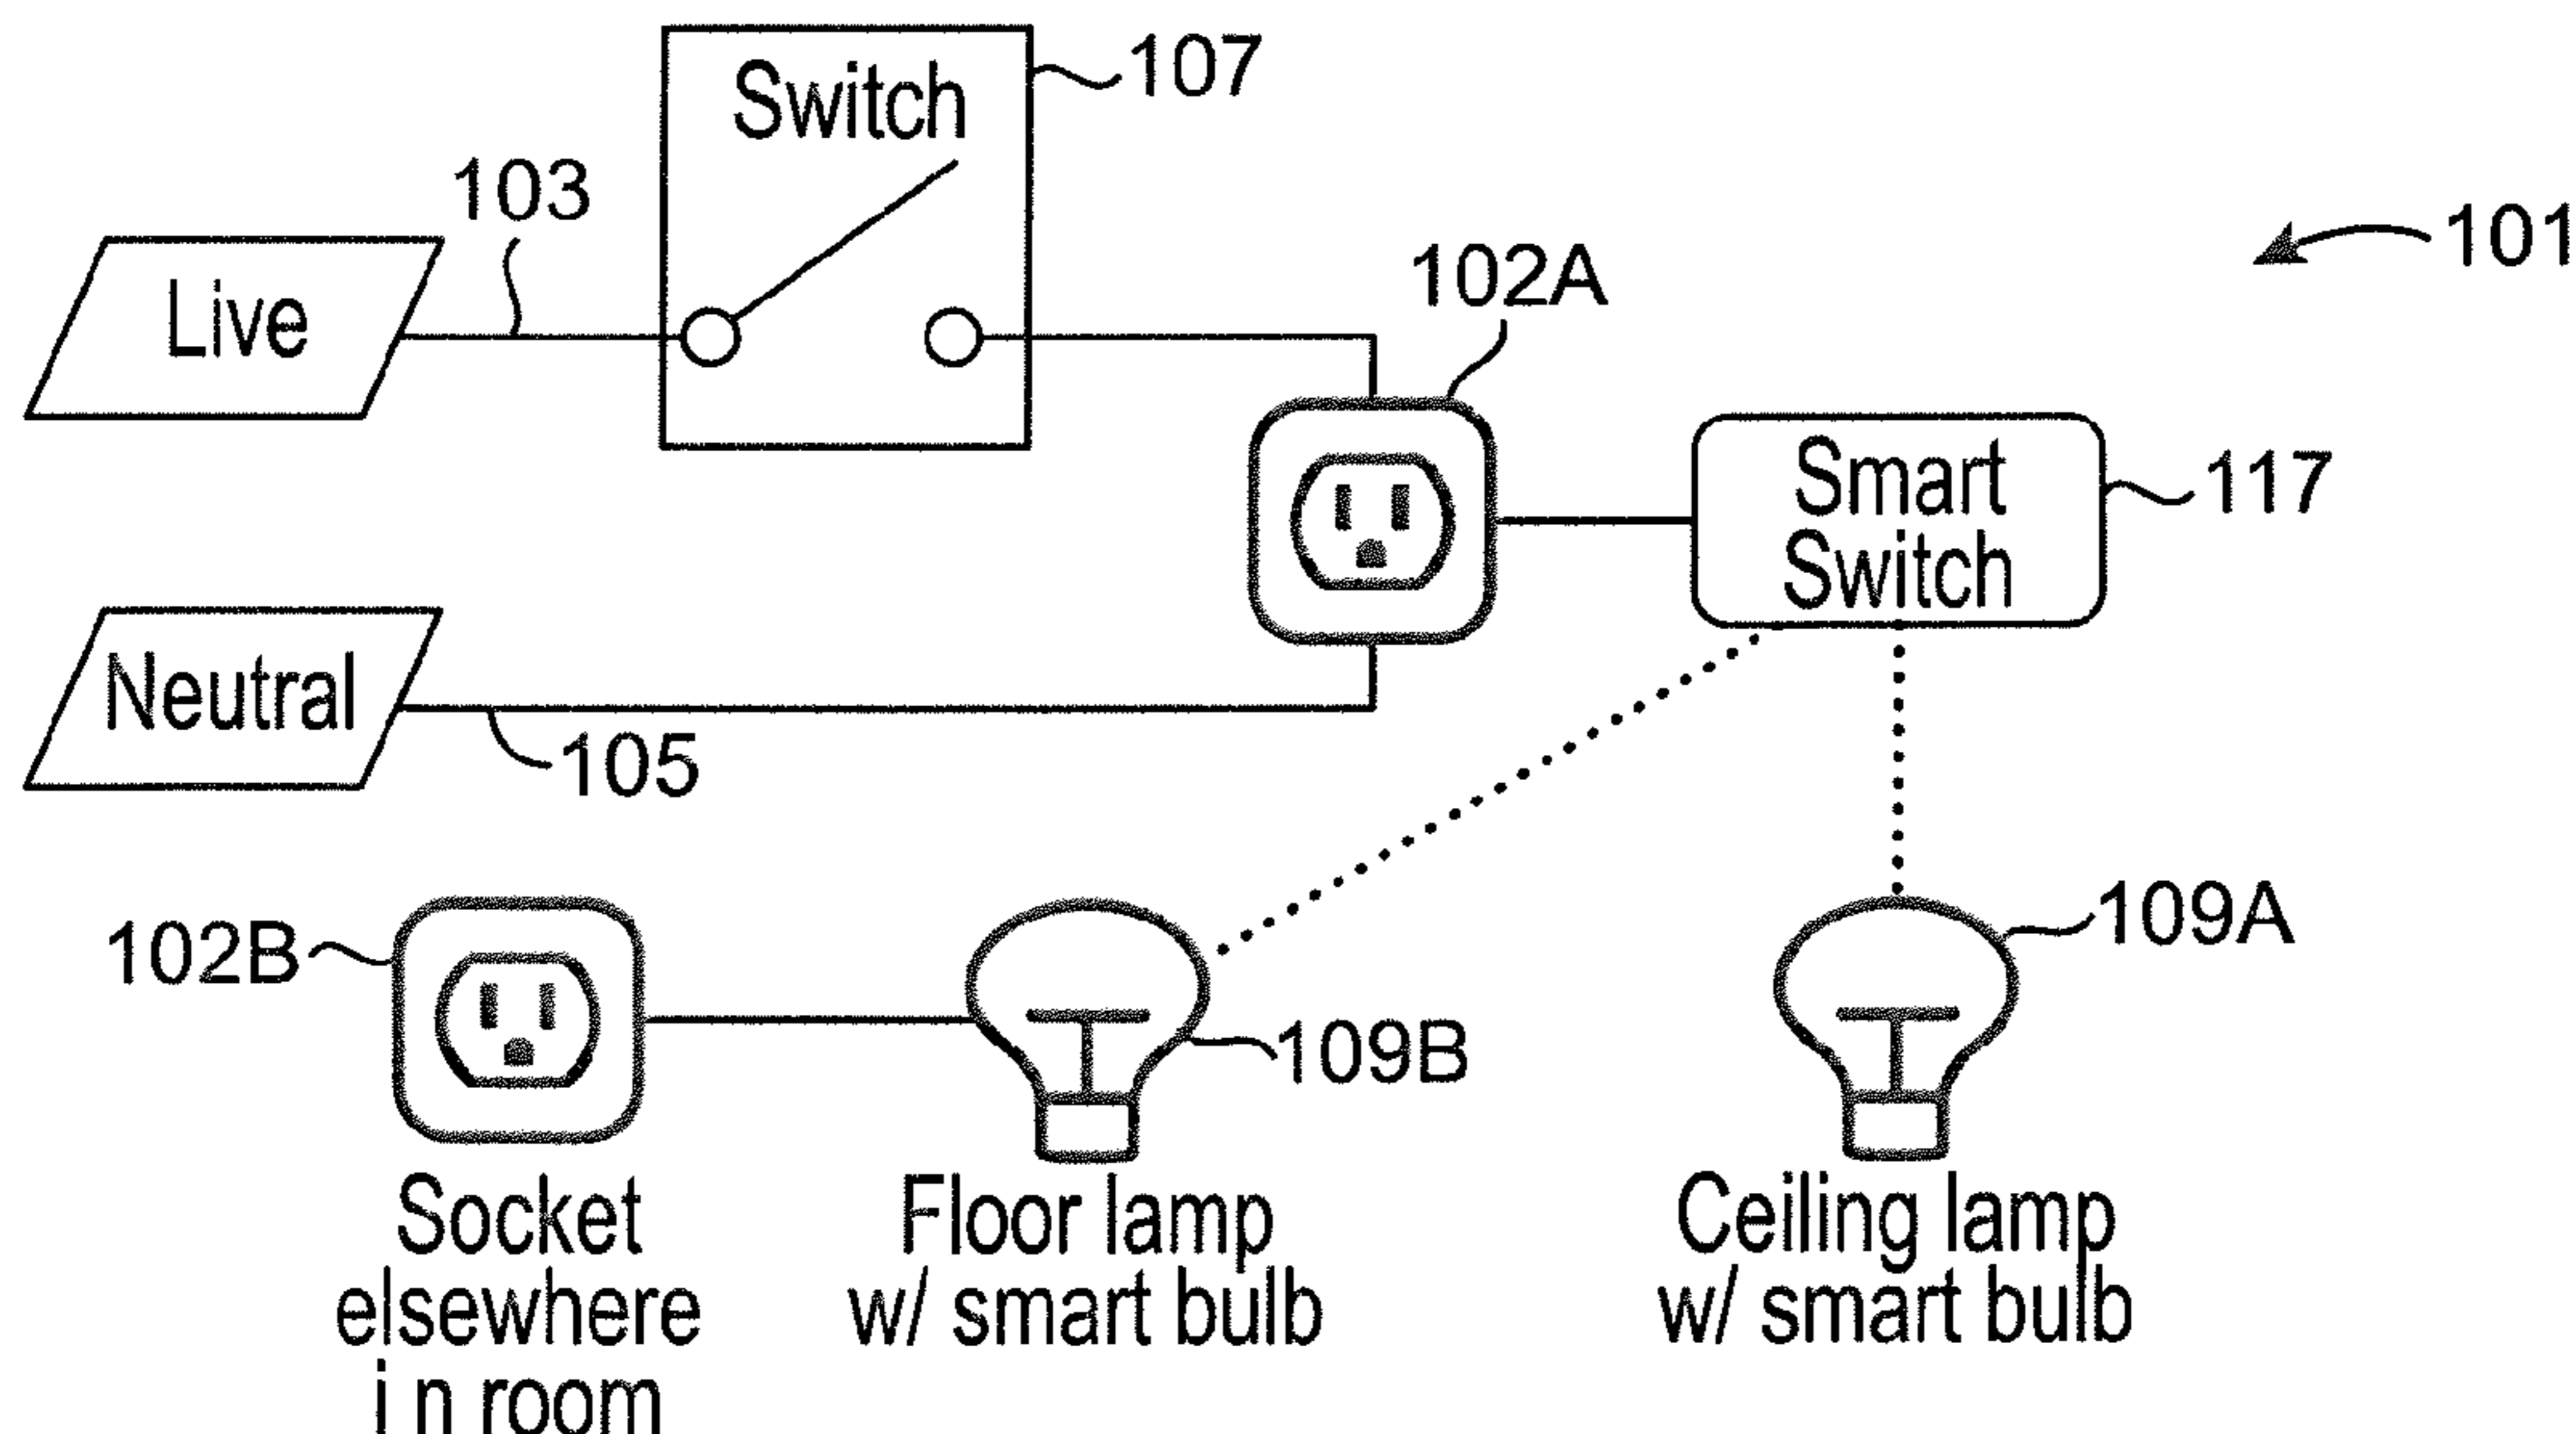 Switch
107
103
Live
101
102A
Smart
Switch
117
Neutral
105
102B
109B
109A
Socket
elsewhere
i n room
Floor lamp
w/ smart bulb
Ceiling lamp
w/ smart bulb